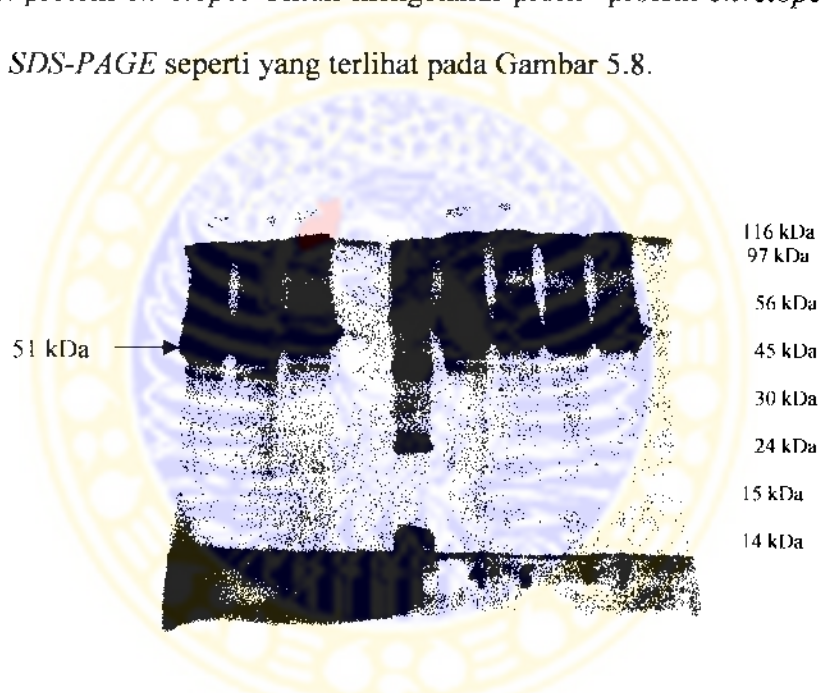 SDS-PAGE seperti yang terlihat pada Gambar 5.8.
116 kDa
97 kDa
56 kDa
51 kDa
45 kDa
30 kDa
24 kDa
15 kDa
14 kDa